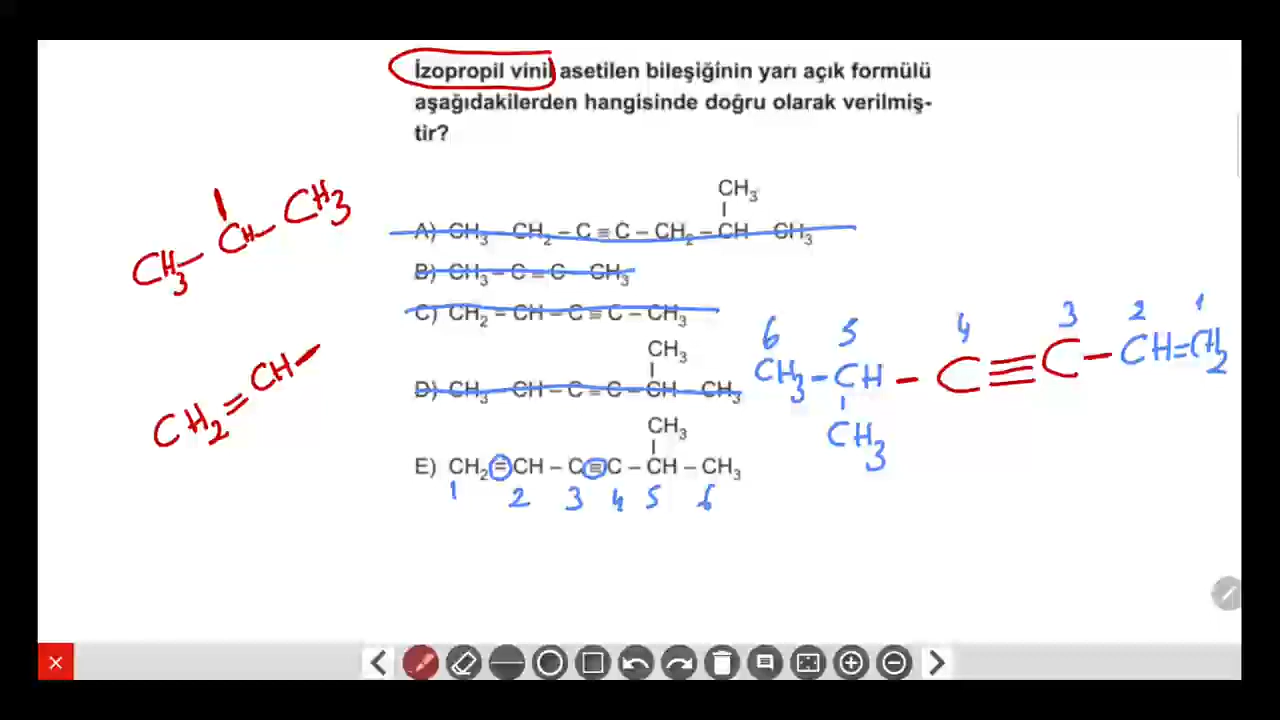 İzopropil vinil asetilen bileşiğinin yarı açık formülü
aşağıdakilerden hangisinde doğru olarak verilmiş-
tir?
CH3
A) CH3 – CH2 – C ≡ C – CH2 – CH – CH3
B) CH3 – C ≡ C – CH3
C) CH2 = CH – C ≡ C – CH3
CH3
D) CH3 – CH – C ≡ C – CH – CH3
CH3
E) CH2 = CH – C ≡ C – CH – CH3
1 2 3 4 5 6
CH3 – CH – CH3
CH2 = CH –
6 5 4 3 2 1
CH3 – CH – C ≡ C – CH = CH2
CH3